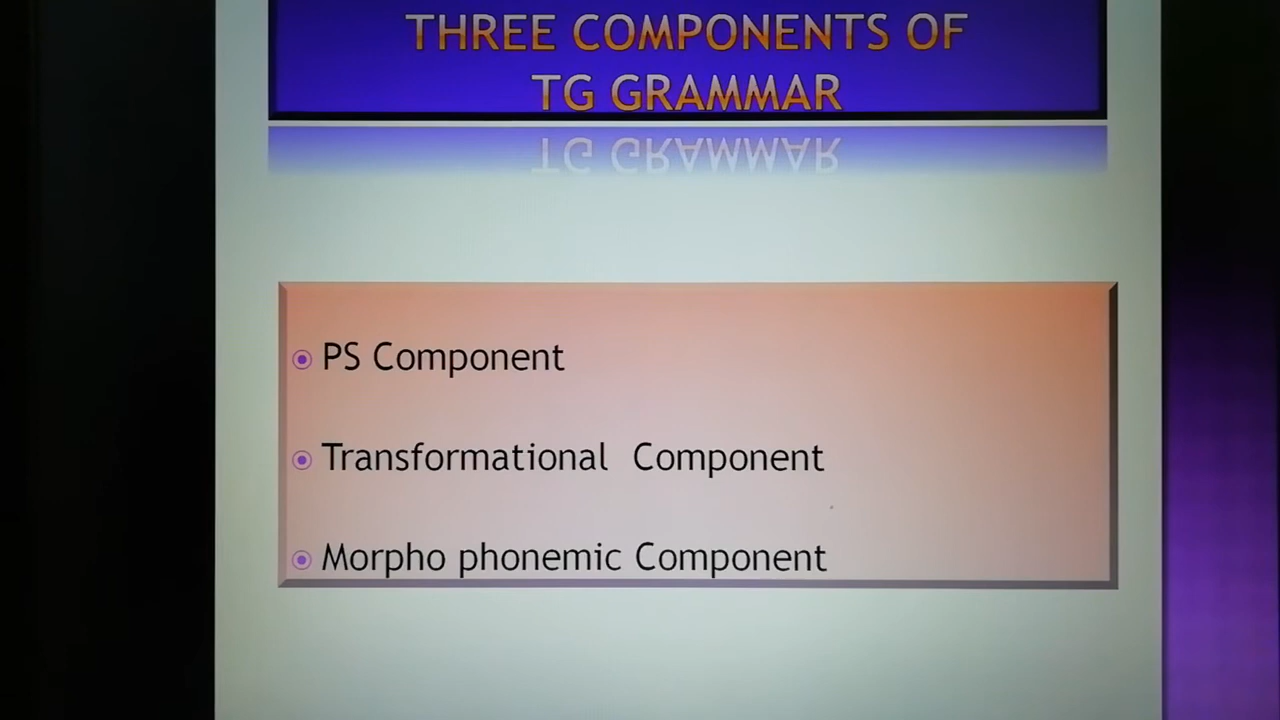 THREE COMPONENTS OF
TG GRAMMAR
PS Component
Transformational Component
Morpho phonemic Component